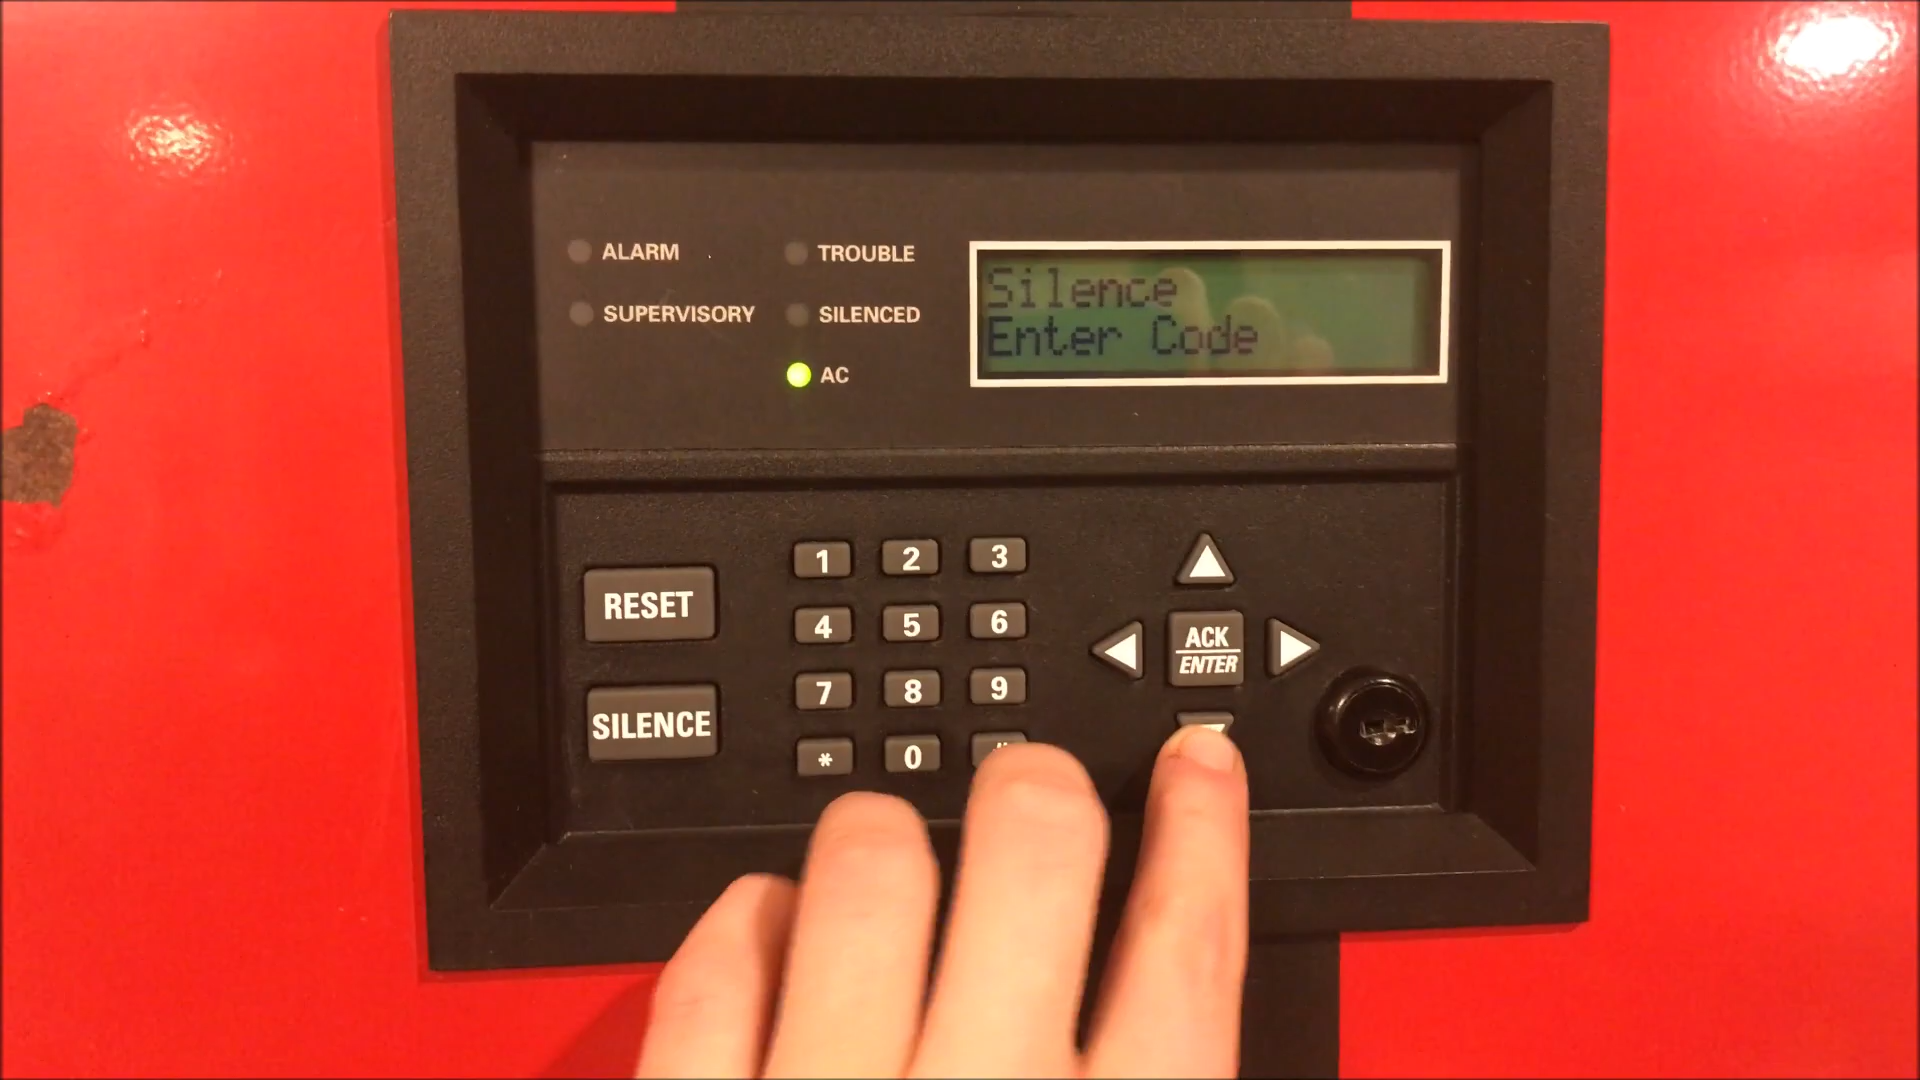 ALARM
TROUBLE
SUPERVISORY
SILENCED
AC
Silence
Enter Code
RESET
SILENCE
1 2 3
4 5 6
7 8 9
* 0
ACK
ENTER